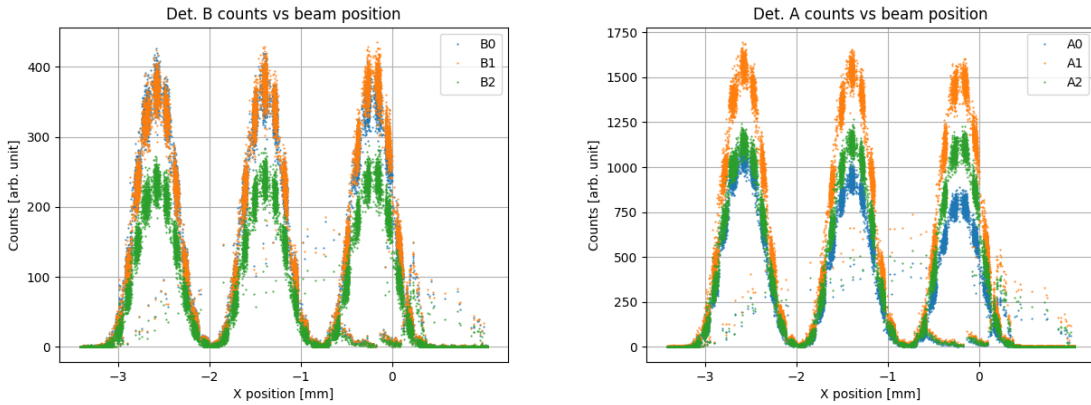 Det. B counts vs beam position
Counts [arb. unit]
400
300
200
100
0
−3
−2
−1
0
X position [mm]
B0
B1
B2
Det. A counts vs beam position
Counts [arb. unit]
1750
1500
1250
1000
750
500
250
0
−3
−2
−1
0
X position [mm]
A0
A1
A2